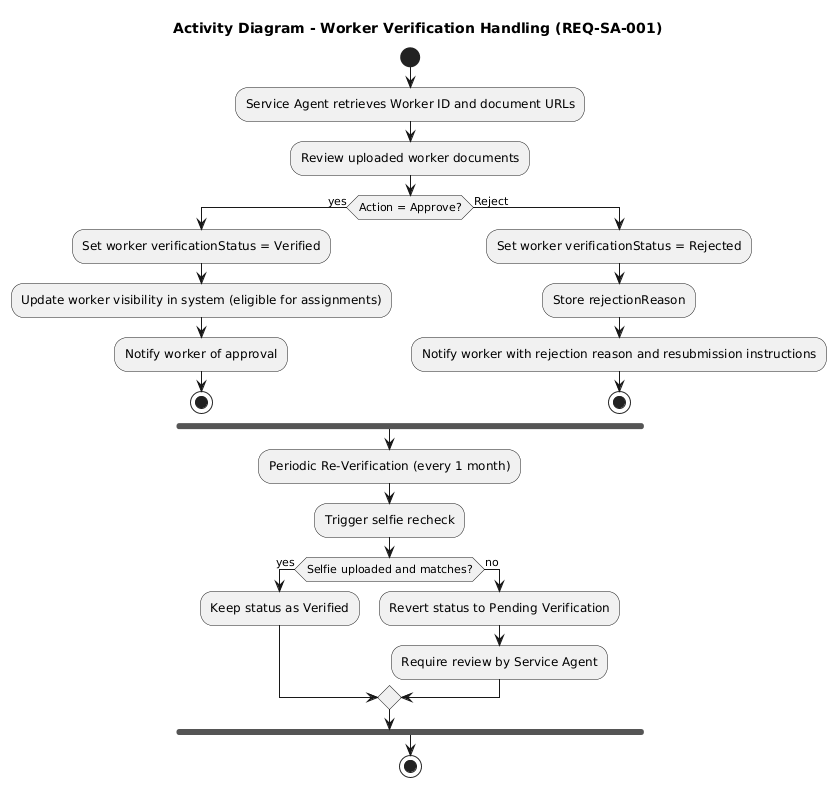 Activity Diagram - Worker Verification Handling (REQ-SA-001)
Service Agent retrieves Worker ID and document URLs
Review uploaded worker documents
yes
Action = Approve?
Reject
Set worker verificationStatus = Verified
Update worker visibility in system (eligible for assignments)
Notify worker of approval
Set worker verificationStatus = Rejected
Store rejectionReason
Notify worker with rejection reason and resubmission instructions
Periodic Re-Verification (every 1 month)
Trigger selfie recheck
yes
Selfie uploaded and matches?
no
Keep status as Verified
Revert status to Pending Verification
Require review by Service Agent